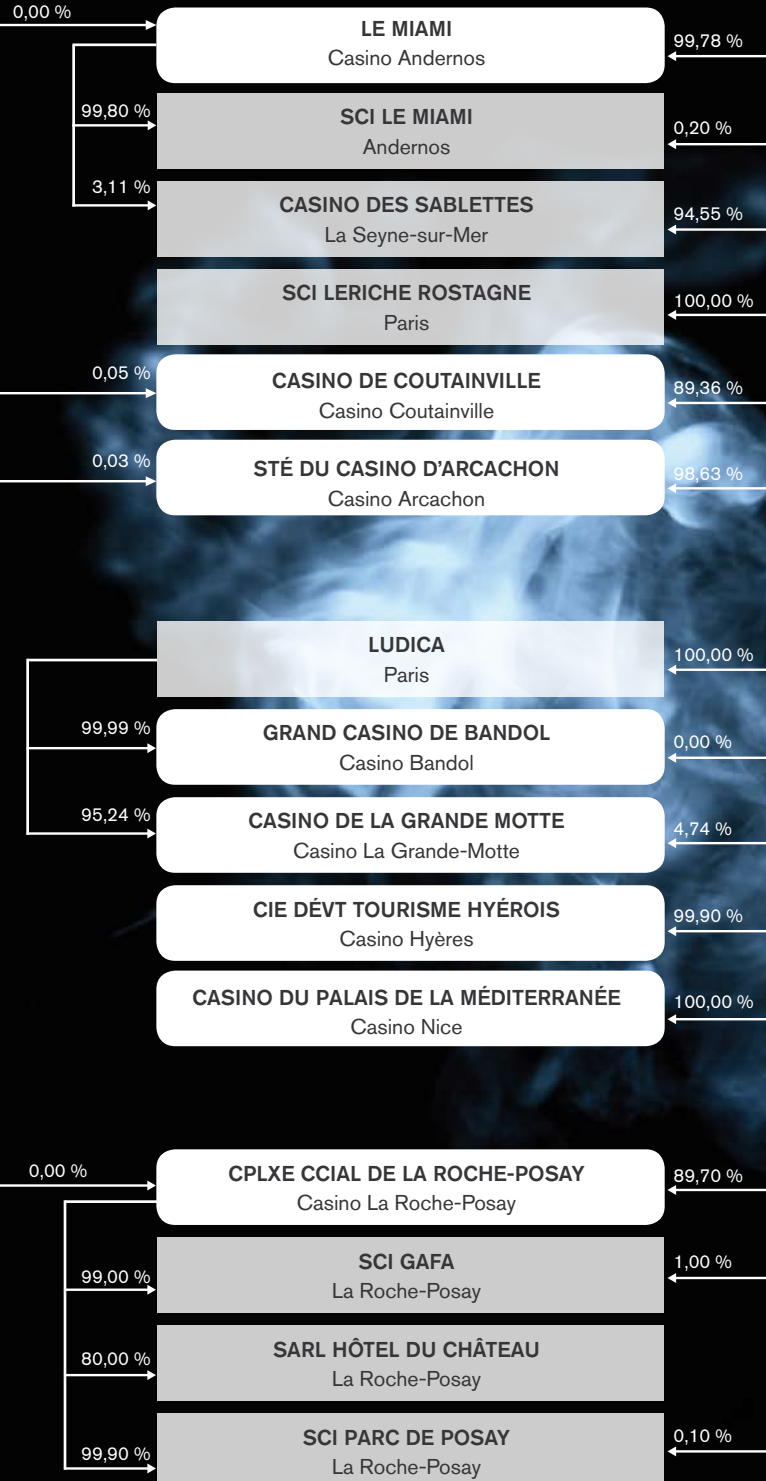 0,00 %
LE MIAMI
Casino Andernos
99,78 %
99,80 %
SCI LE MIAMI
Andernos
0,20 %
3,11 %
CASINO DES SABLETTES
La Seyne-sur-Mer
94,55 %
SCI LERICHE ROSTAGNE
Paris
100,00 %
0,05 %
CASINO DE COUTAINVILLE
Casino Coutainville
89,36 %
0,03 %
STÉ DU CASINO D'ARCACHON
Casino Arcachon
98,63 %
LUDICA
Paris
100,00 %
99,99 %
GRAND CASINO DE BANDOL
Casino Bandol
0,00 %
95,24 %
CASINO DE LA GRANDE MOTTE
Casino La Grande-Motte
4,74 %
CIE DÉVT TOURISME HYÉROIS
Casino Hyères
99,90 %
CASINO DU PALAIS DE LA MÉDITERRANÉE
Casino Nice
100,00 %
0,00 %
CPLXE CCIAL DE LA ROCHE-POSAY
Casino La Roche-Posay
89,70 %
99,00 %
SCI GAFA
La Roche-Posay
1,00 %
80,00 %
SARL HÔTEL DU CHÂTEAU
La Roche-Posay
99,90 %
SCI PARC DE POSAY
La Roche-Posay
0,10 %